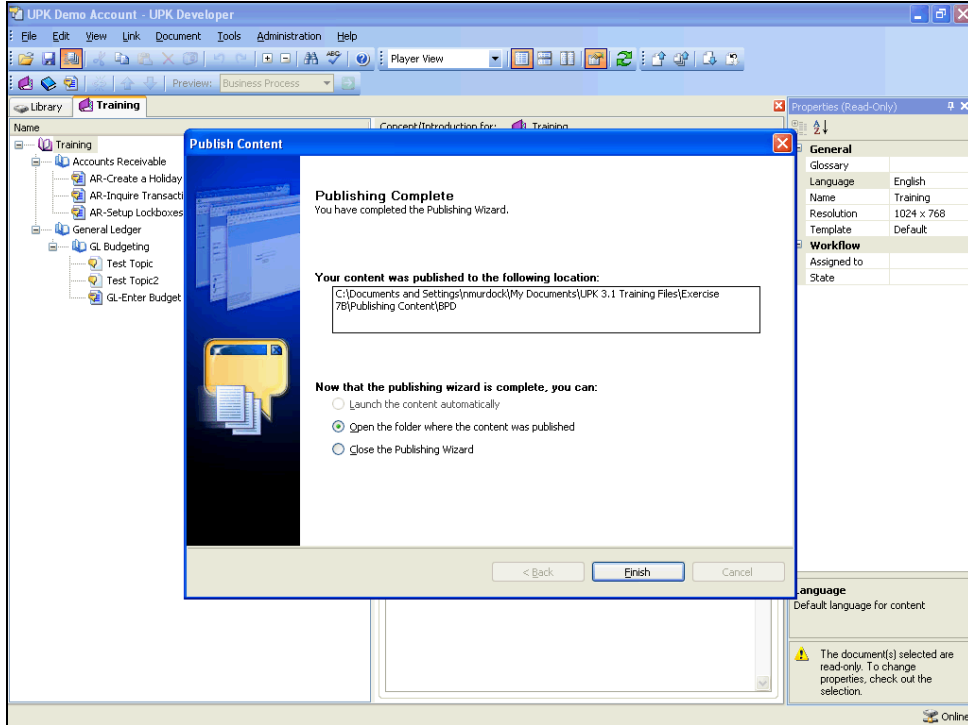 UPK Demo Account - UPK Developer
File Edit View Link Document Tools Administration Help
Player View
Preview: Business Process
Library Training
Name
Concept/Introduction for: Training
Training
Accounts Receivable
AR-Create a Holiday
AR-Inquire Transacti
AR-Setup Lockboxes
General Ledger
GL Budgeting
Test Topic
Test Topic2
GL-Enter Budget
Publish Content
Publishing Complete
You have completed the Publishing Wizard.
Your content was published to the following location:
C:\Documents and Settings\nmurdock\My Documents\UPK 3.1 Training Files\Exercise
7B\Publishing Content\BPD
Now that the publishing wizard is complete, you can:
Launch the content automatically
Open the folder where the content was published
Close the Publishing Wizard
< Back Finish Cancel
Properties (Read-Only)
General
Glossary
Language English
Name Training
Resolution 1024 x 768
Template Default
Workflow
Assigned to
State
anguage
Default language for content
The document(s) selected are
read-only. To change
properties, check out the
selection.
Online